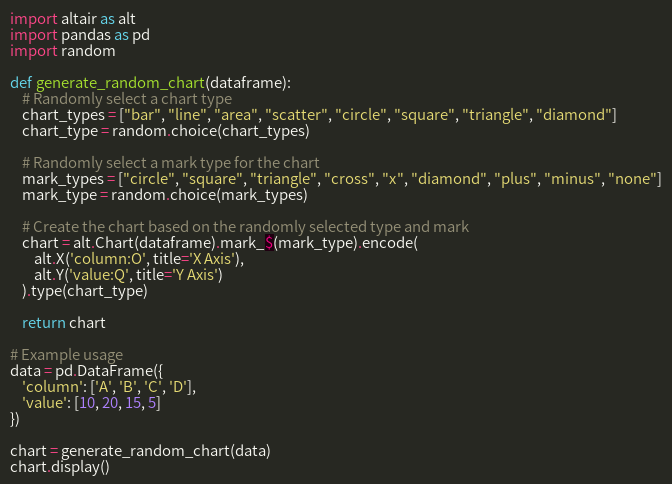 import altair as alt
import pandas as pd
import random

def generate_random_chart(dataframe):
    # Randomly select a chart type
    chart_types = ["bar", "line", "area", "scatter", "circle", "square", "triangle", "diamond"]
    chart_type = random.choice(chart_types)

    # Randomly select a mark type for the chart
    mark_types = ["circle", "square", "triangle", "cross", "x", "diamond", "plus", "minus", "none"]
    mark_type = random.choice(mark_types)

    # Create the chart based on the randomly selected type and mark
    chart = alt.Chart(dataframe).mark_$(mark_type).encode(
        alt.X('column:O', title='X Axis'),
        alt.Y('value:Q', title='Y Axis')
    ).type(chart_type)

    return chart

# Example usage
data = pd.DataFrame({
    'column': ['A', 'B', 'C', 'D'],
    'value': [10, 20, 15, 5]
})

chart = generate_random_chart(data)
chart.display()